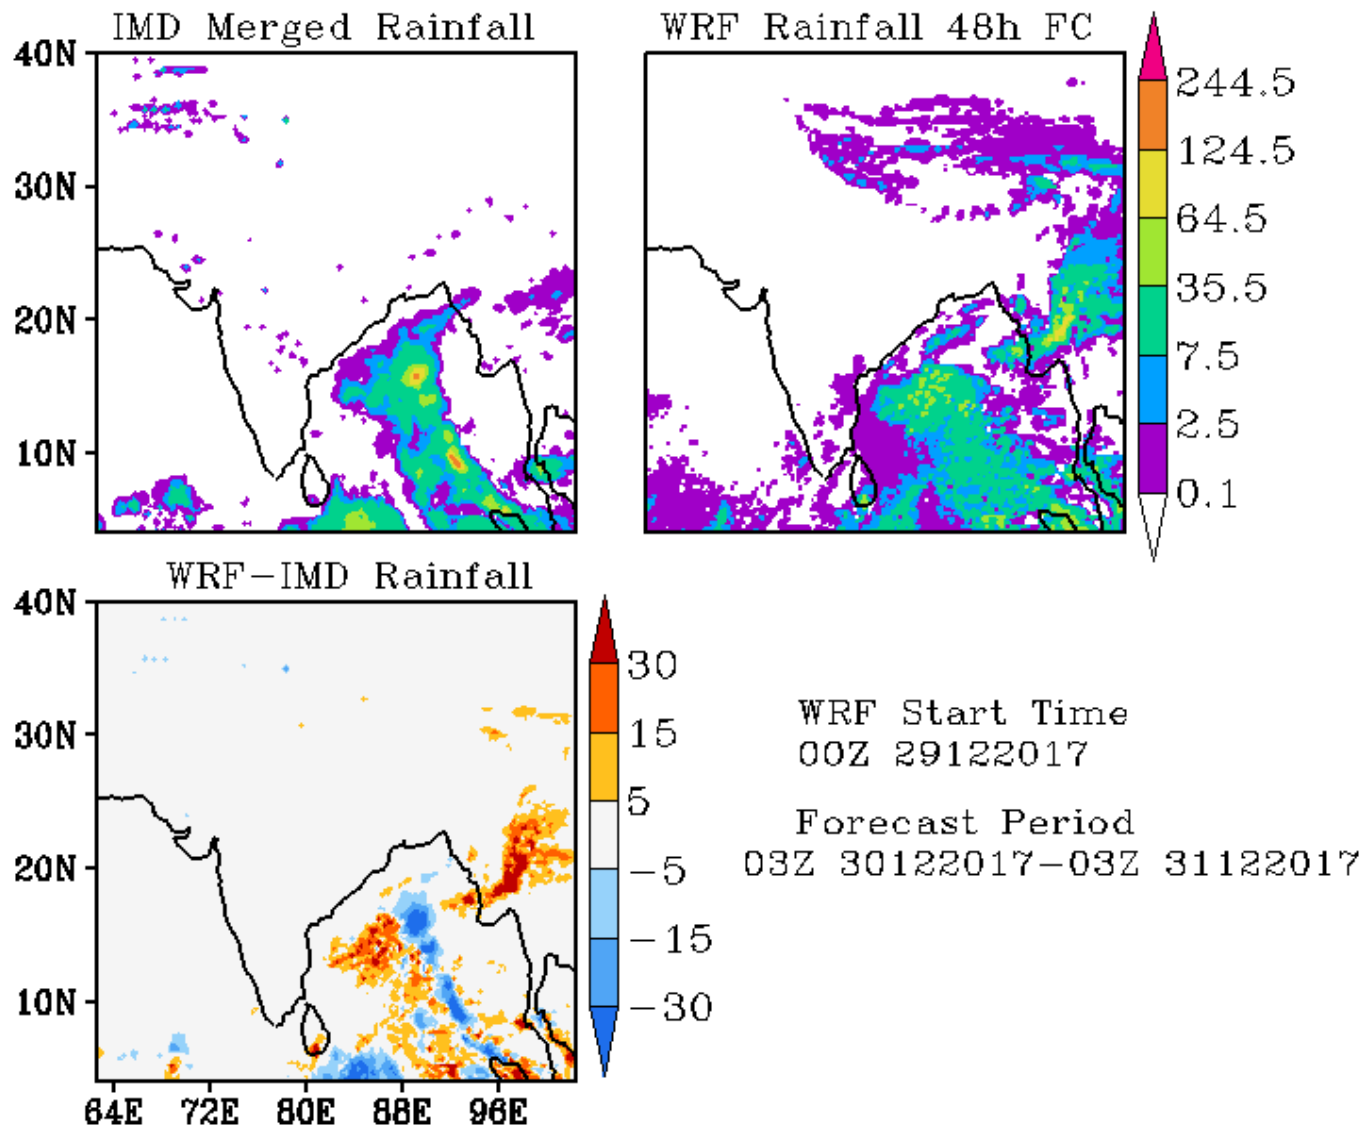 IMD Merged Rainfall
WRF Rainfall 48h FC
40N
30N
20N
10N
244.5
124.5
64.5
35.5
7.5
2.5
0.1
WRF-IMD Rainfall
40N
30N
20N
10N
64E 72E 80E 88E 96E
30
15
5
-5
-15
-30
WRF Start Time
00Z 29122017
Forecast Period
03Z 30122017-03Z 31122017